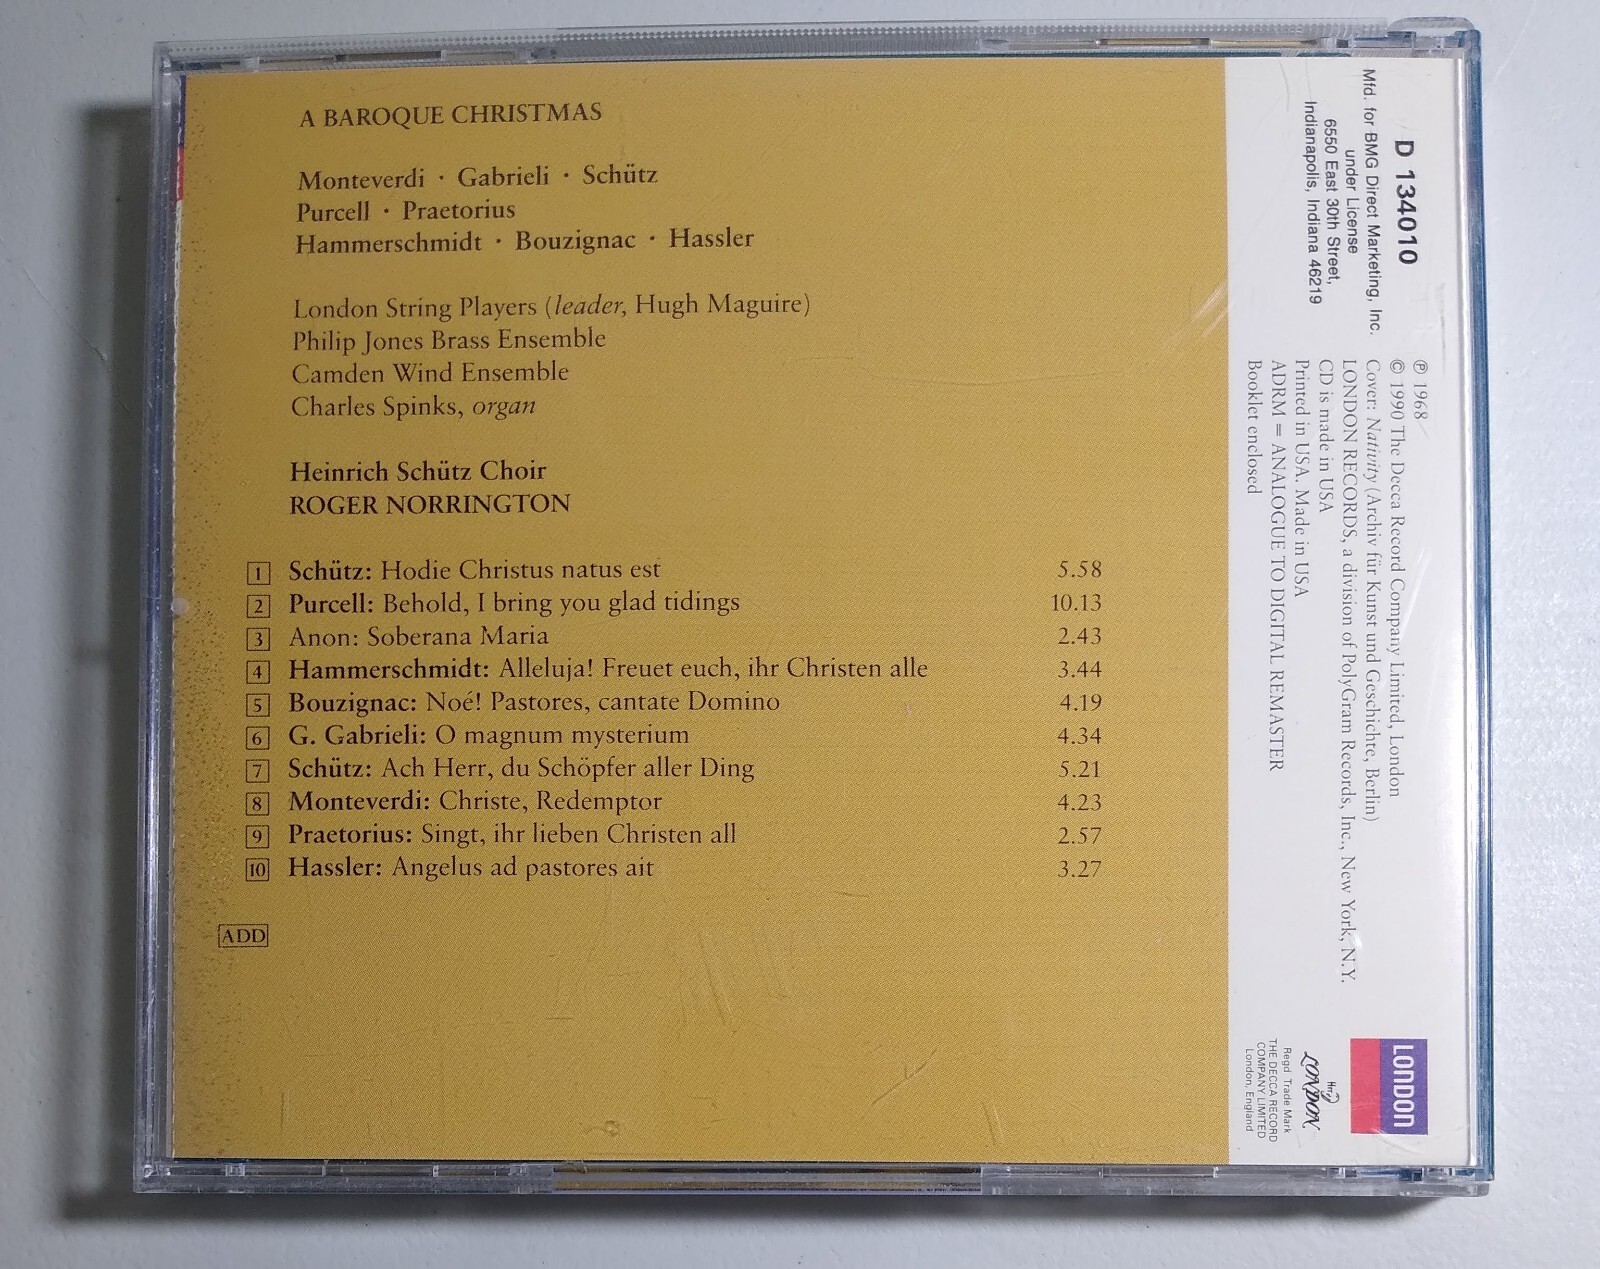 A BAROQUE CHRISTMAS
Monteverdi · Gabrieli · Schütz
Purcell · Praetorius
Hammerschmidt · Bouzignac · Hassler
London String Players (leader, Hugh Maguire)
Philip Jones Brass Ensemble
Camden Wind Ensemble
Charles Spinks, organ
Heinrich Schütz Choir
ROGER NORRINGTON
1 Schütz: Hodie Christus natus est 5.58
2 Purcell: Behold, I bring you glad tidings 10.13
3 Anon: Soberana Maria 2.43
4 Hammerschmidt: Alleluja! Freuet euch, ihr Christen alle 3.44
5 Bouzignac: Noé! Pastores, cantate Domino 4.19
6 G. Gabrieli: O magnum mysterium 4.34
7 Schütz: Ach Herr, du Schöpfer aller Ding 5.21
8 Monteverdi: Christe, Redemptor 4.23
9 Praetorius: Singt, ihr lieben Christen all 2.57
10 Hassler: Angelus ad pastores ait 3.27
ADD
D 134010
Mfd. for BMG Direct Marketing, Inc.
under License
6550 East 30th Street,
Indianapolis, Indiana 46219
℗ 1968
© 1990 The Decca Record Company Limited, London
Cover: Nativity (Archiv für Kunst und Geschichte, Berlin)
LONDON RECORDS, a division of PolyGram Records, Inc., New York, N.Y.
CD is made in USA
Printed in USA. Made in USA
ADRM = ANALOGUE TO DIGITAL REMASTER
Booklet enclosed
LONDON
ffrr
LONDON
Regd. Trade Mark
THE DECCA RECORD
COMPANY LIMITED
London, England